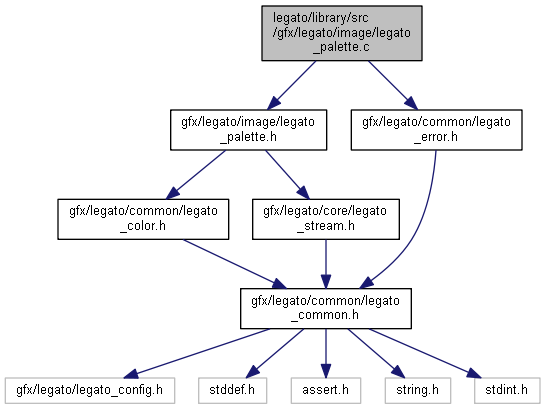 legato/library/src
/gfx/legato/image/legato
_palette.c
gfx/legato/image/legato
_palette.h
gfx/legato/common/legato
_error.h
gfx/legato/common/legato
_color.h
gfx/legato/core/legato
_stream.h
gfx/legato/common/legato
_common.h
gfx/legato/legato_config.h
stddef.h
assert.h
string.h
stdint.h